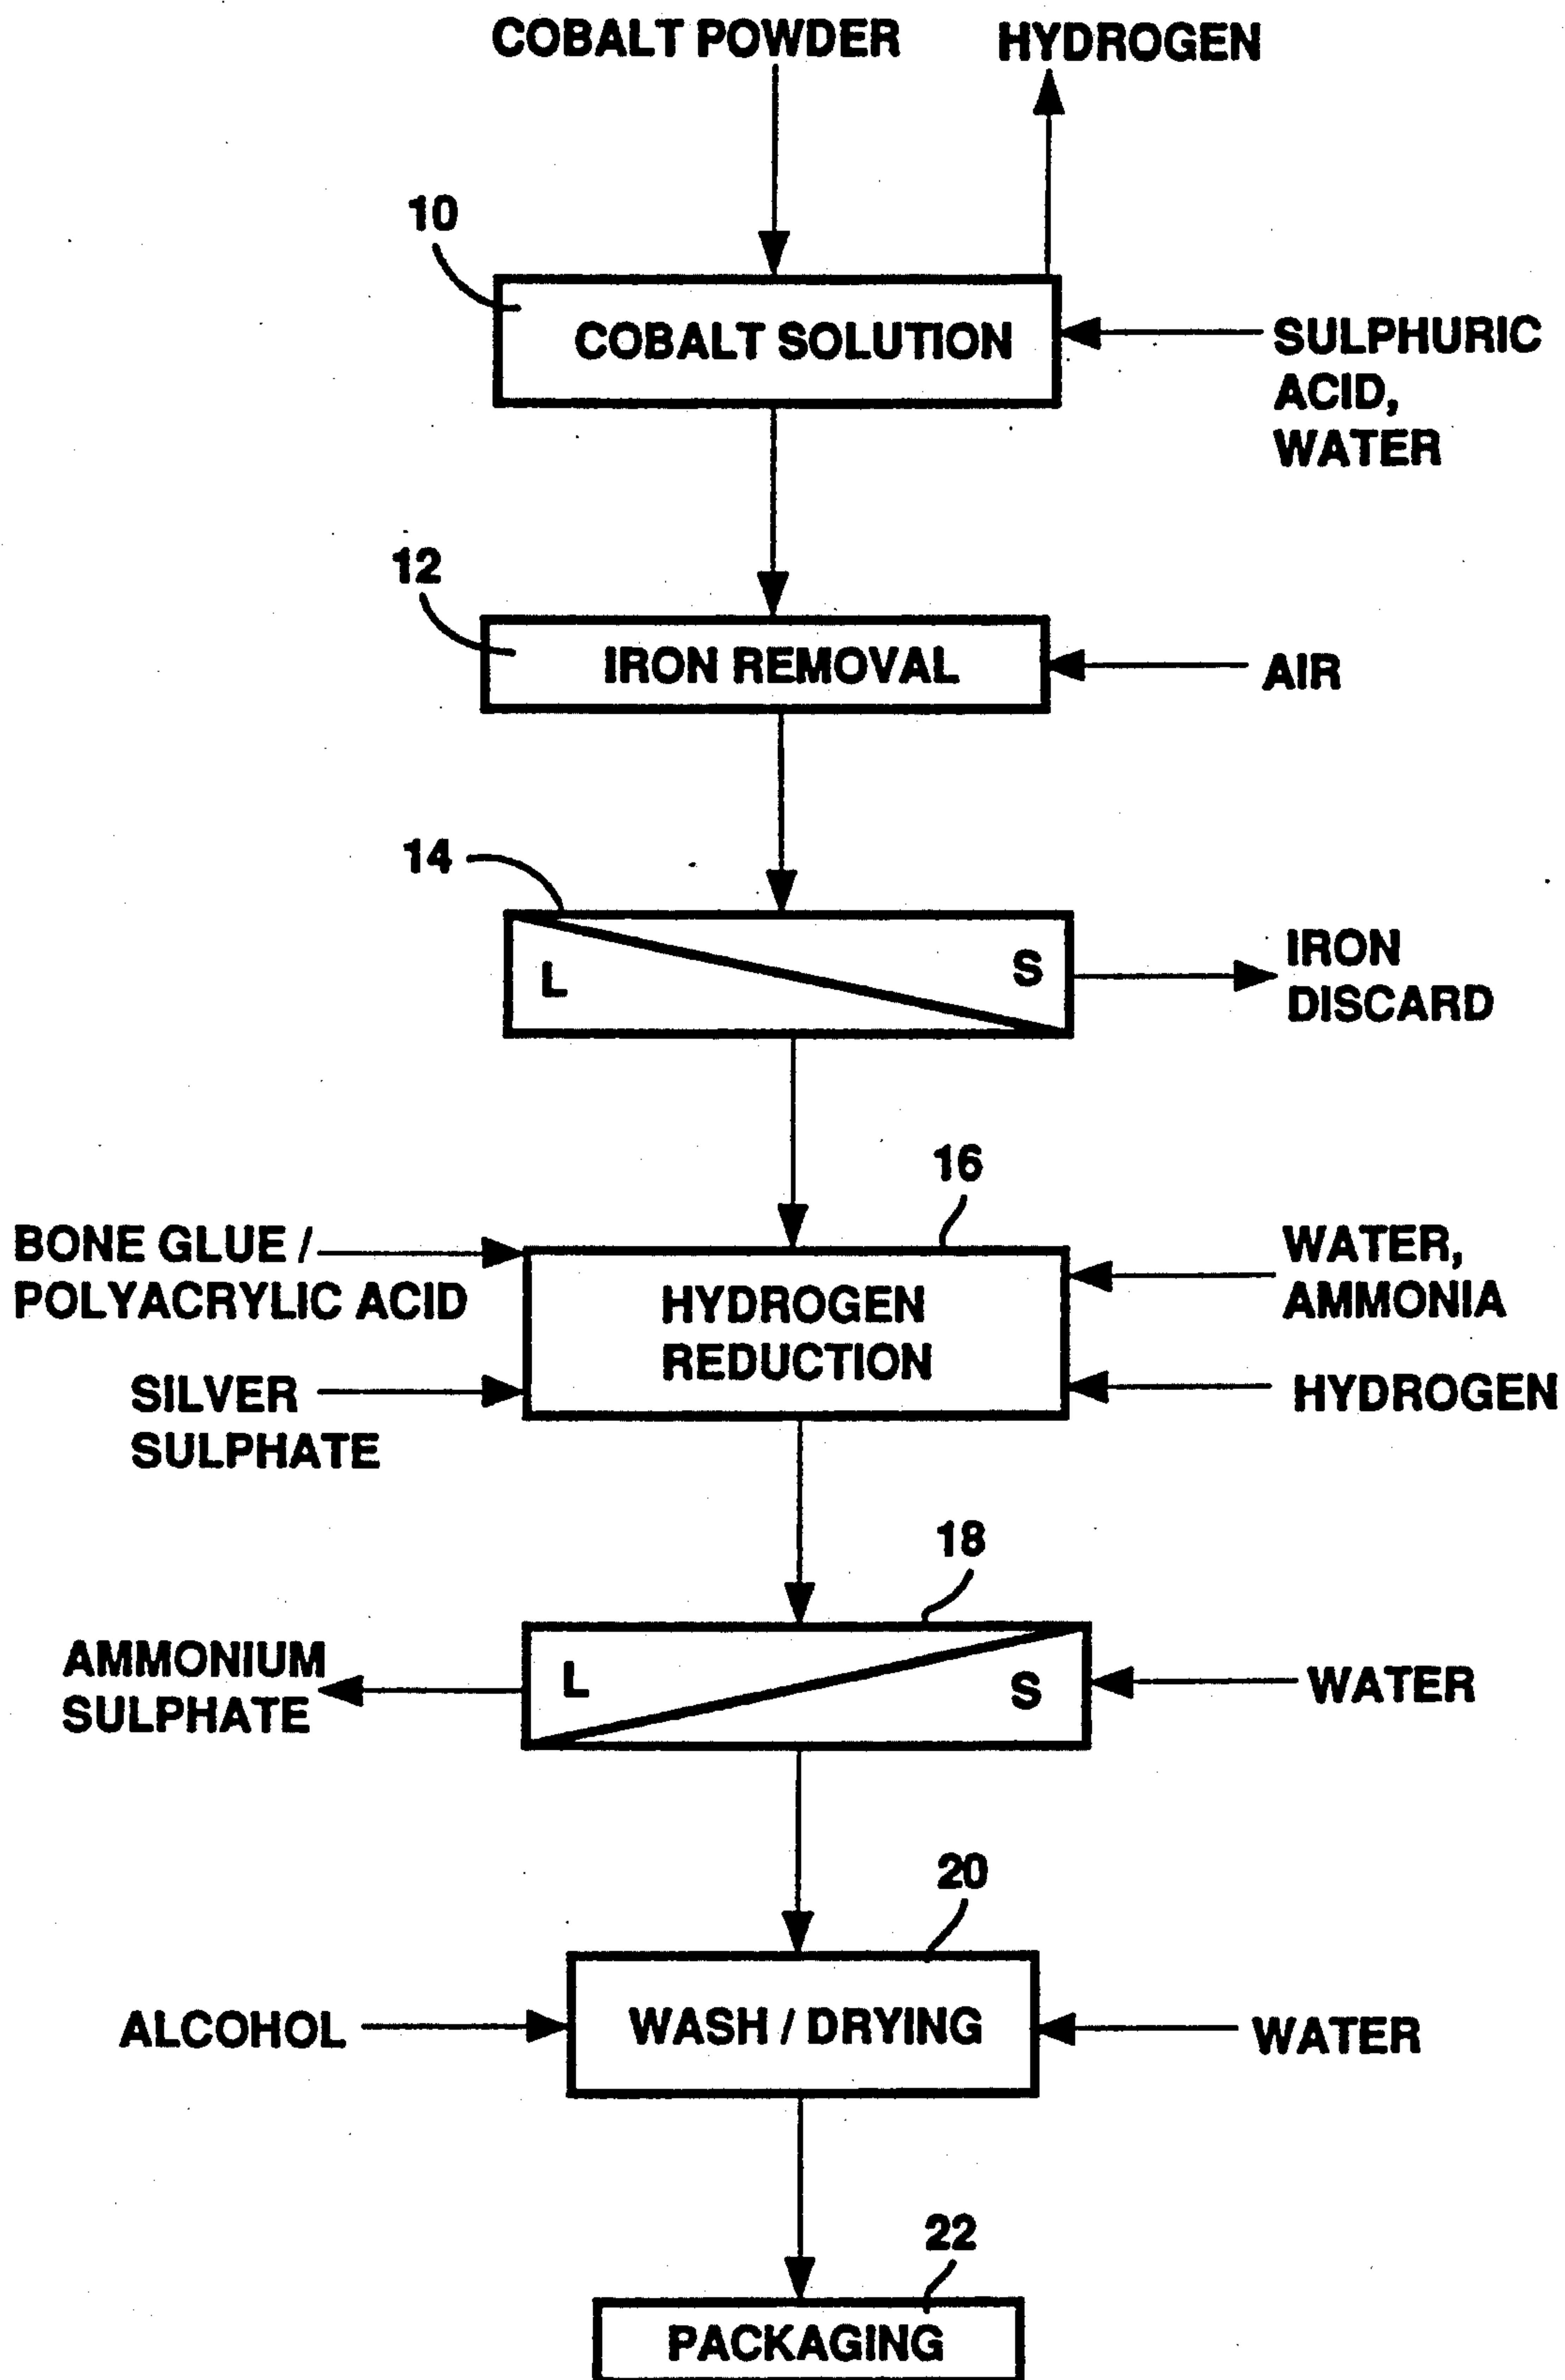 COBALT POWDER
HYDROGEN
10
COBALT SOLUTION
SULPHURIC
ACID,
WATER
12
IRON REMOVAL
AIR
14
L
S
IRON
DISCARD
16
BONE GLUE /
POLYACRYLIC ACID
HYDROGEN
REDUCTION
WATER,
AMMONIA
SILVER
SULPHATE
HYDROGEN
18
AMMONIUM
SULPHATE
L
S
WATER
20
ALCOHOL
WASH / DRYING
WATER
22
PACKAGING